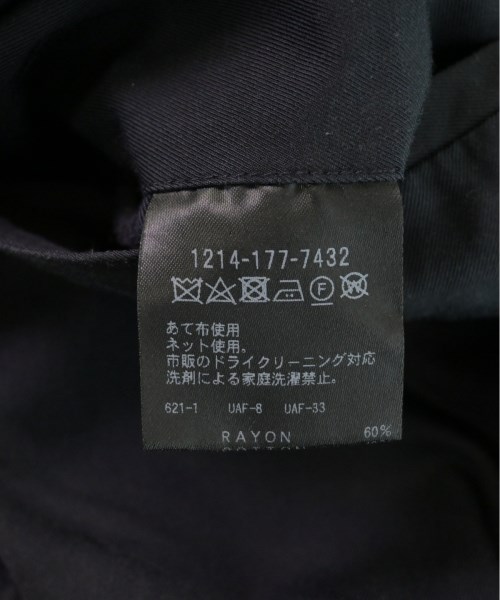 1214-177-7432
あて布使用
ネット使用。
市販のドライクリーニング対応
洗剤による家庭洗濯禁止。
621-1 UAF-8 UAF-33
RAYON 60%
COTTON